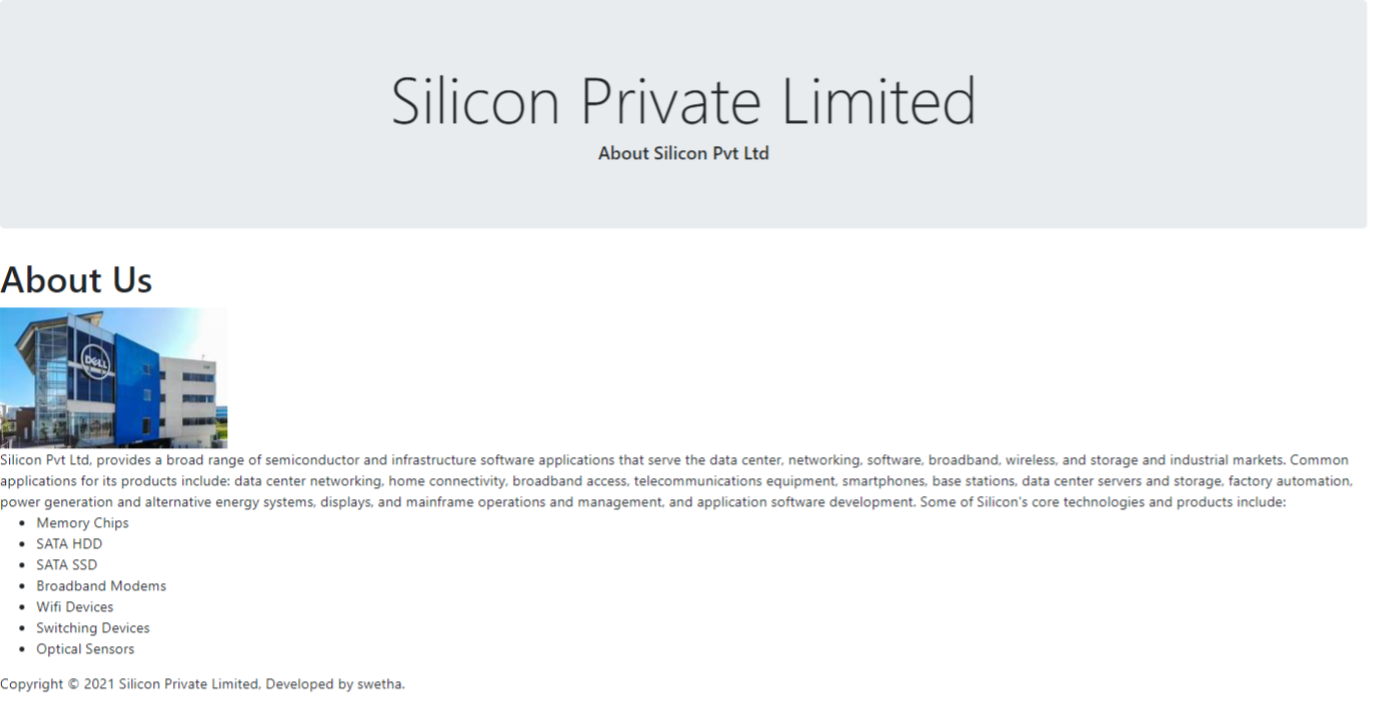 Silicon Private Limited
About Silicon Pvt Ltd
About Us
DELL
Silicon Pvt Ltd, provides a broad range of semiconductor and infrastructure software applications that serve the data center, networking, software, broadband, wireless, and storage and industrial markets. Common
applications for its products include: data center networking, home connectivity, broadband access, telecommunications equipment, smartphones, base stations, data center servers and storage, factory automation,
power generation and alternative energy systems, displays, and mainframe operations and management, and application software development. Some of Silicon's core technologies and products include:
• Memory Chips
• SATA HDD
• SATA SSD
• Broadband Modems
• Wifi Devices
• Switching Devices
• Optical Sensors
Copyright © 2021 Silicon Private Limited, Developed by swetha.